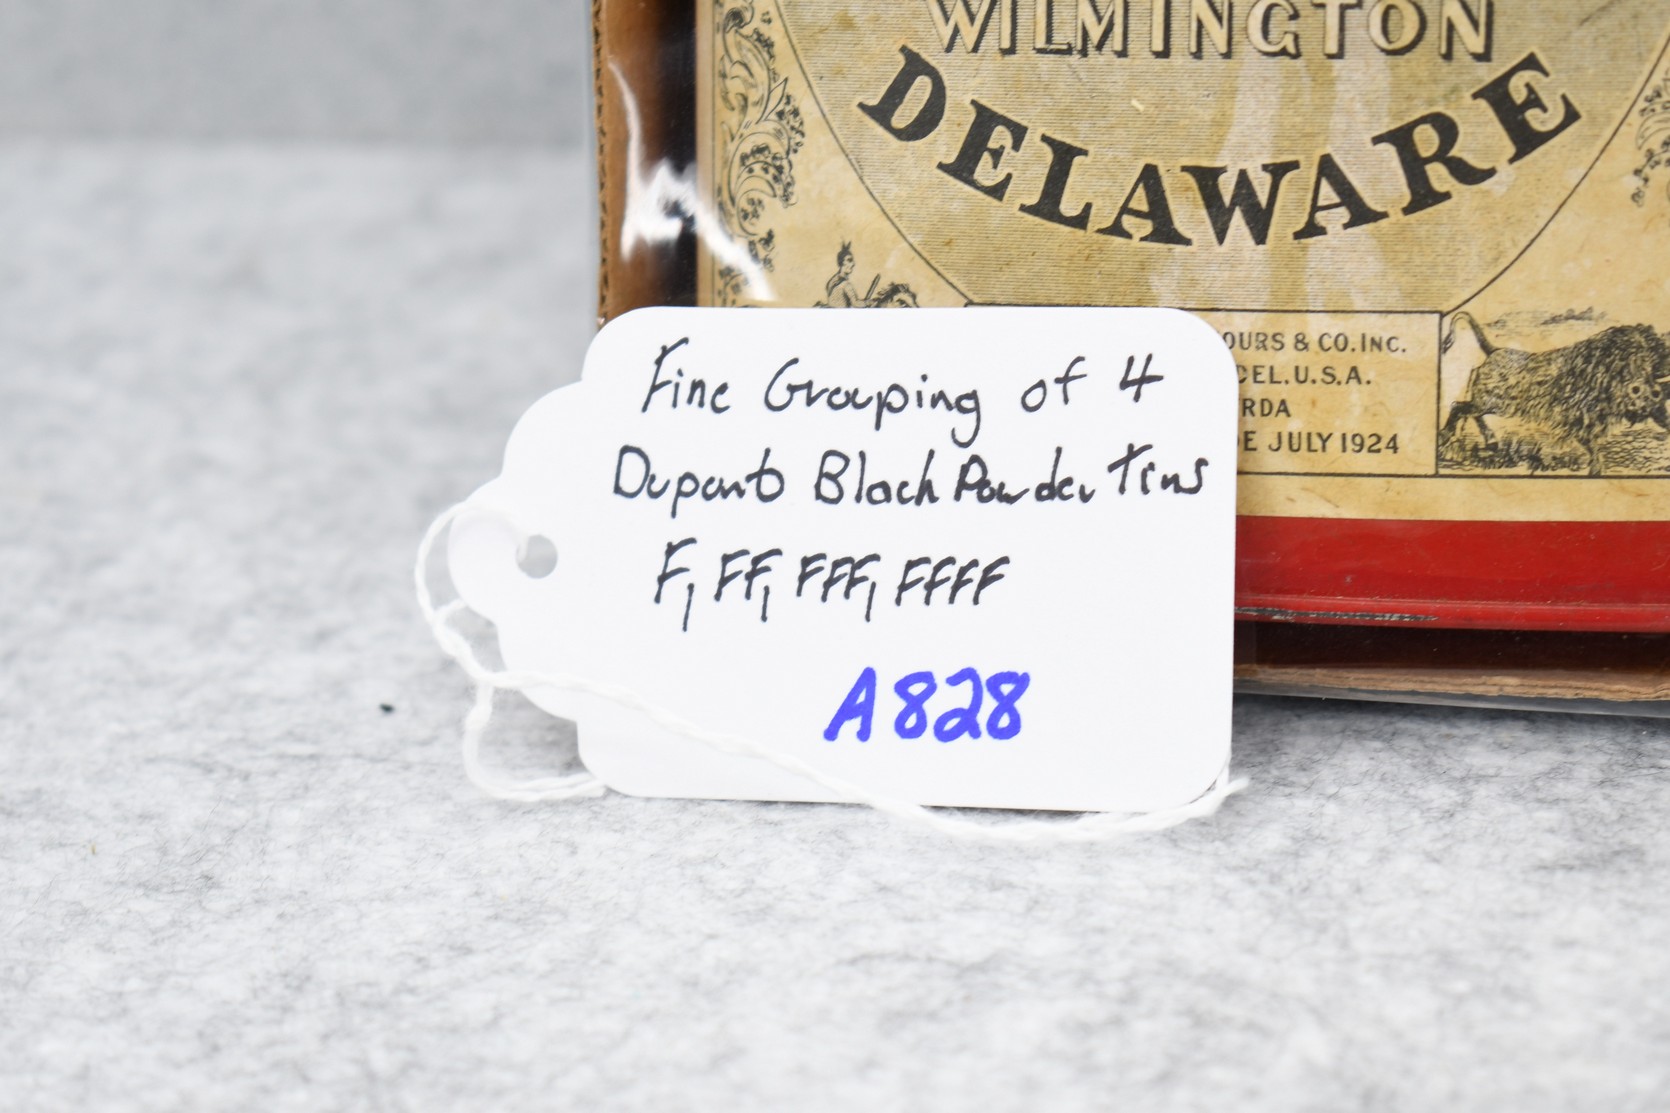 WILMINGTON
DELAWARE
OURS & CO. INC.
DEL. U.S.A.
RDA
E JULY 1924
Fine Grouping of 4
Dupont Black Powder Tins
F, FF, FFF, FFFF
A828